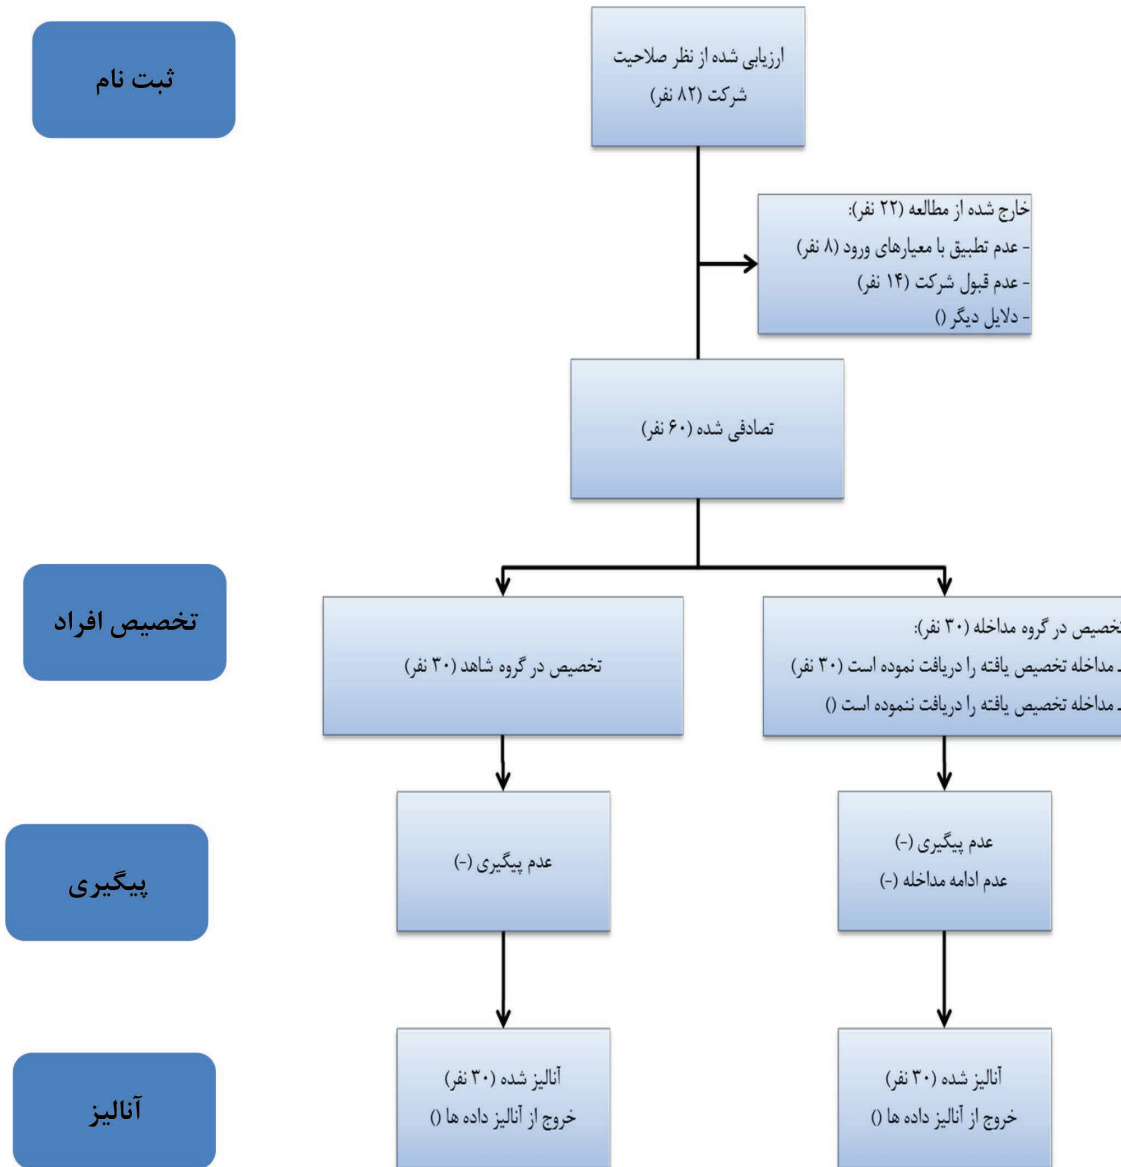 ثبت نام
ارزیابی شده از نظر صلاحیت
شرکت (۸۲ نفر)
خارج شده از مطالعه (۲۲ نفر):
- عدم تطبیق با معیارهای ورود (۸ نفر)
- عدم قبول شرکت (۱۴ نفر)
- دلایل دیگر ()
تصادفی شده (۶۰ نفر)
تخصیص افراد
تخصیص در گروه مداخله (۳۰ نفر):
- مداخله تخصیص یافته را دریافت نموده است (۳۰ نفر)
- مداخله تخصیص یافته را دریافت ننموده است ()
تخصیص در گروه شاهد (۳۰ نفر)
پیگیری
عدم پیگیری (-)
عدم ادامه مداخله (-)
عدم پیگیری (-)
آنالیز
آنالیز شده (۳۰ نفر)
خروج از آنالیز داده ها ()
آنالیز شده (۳۰ نفر)
خروج از آنالیز داده ها ()